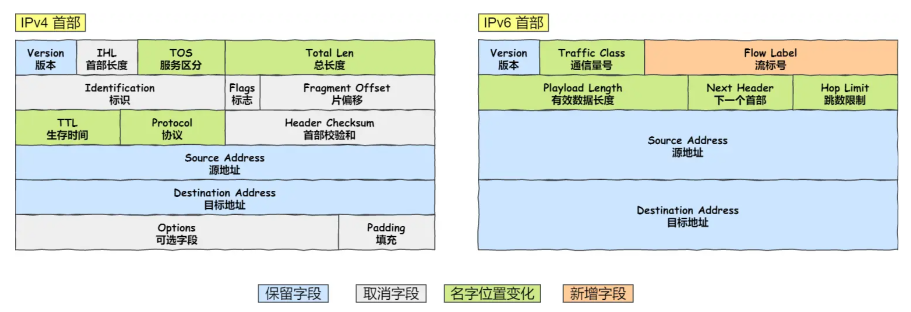 IPv4 首部
Version
版本
IHL
首部长度
TOS
服务区分
Total Len
总长度
Identification
标识
Flags
标志
Fragment Offset
片偏移
TTL
生存时间
Protocol
协议
Header Checksum
首部校验和
Source Address
源地址
Destination Address
目标地址
Options
可选字段
Padding
填充
IPv6 首部
Version
版本
Traffic Class
通信量号
Flow Label
流标号
Playload Length
有效数据长度
Next Header
下一个首部
Hop Limit
跳数限制
Source Address
源地址
Destination Address
目标地址
保留字段
取消字段
名字位置变化
新增字段